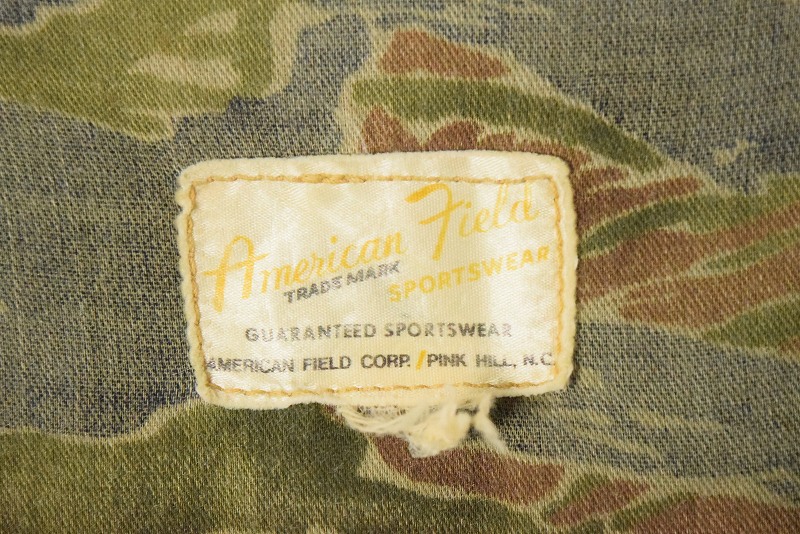 American Field
TRADE MARK
SPORTSWEAR
GUARANTEED SPORTSWEAR
AMERICAN FIELD CORP. / PINK HILL, N.C.